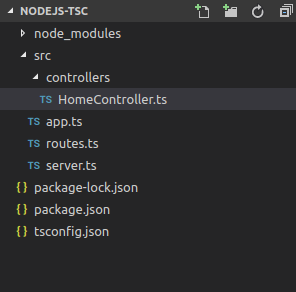 NODEJS-TSC
node_modules
src
controllers
TS HomeController.ts
TS app.ts
TS routes.ts
TS server.ts
{ } package-lock.json
{ } package.json
{ } tsconfig.json